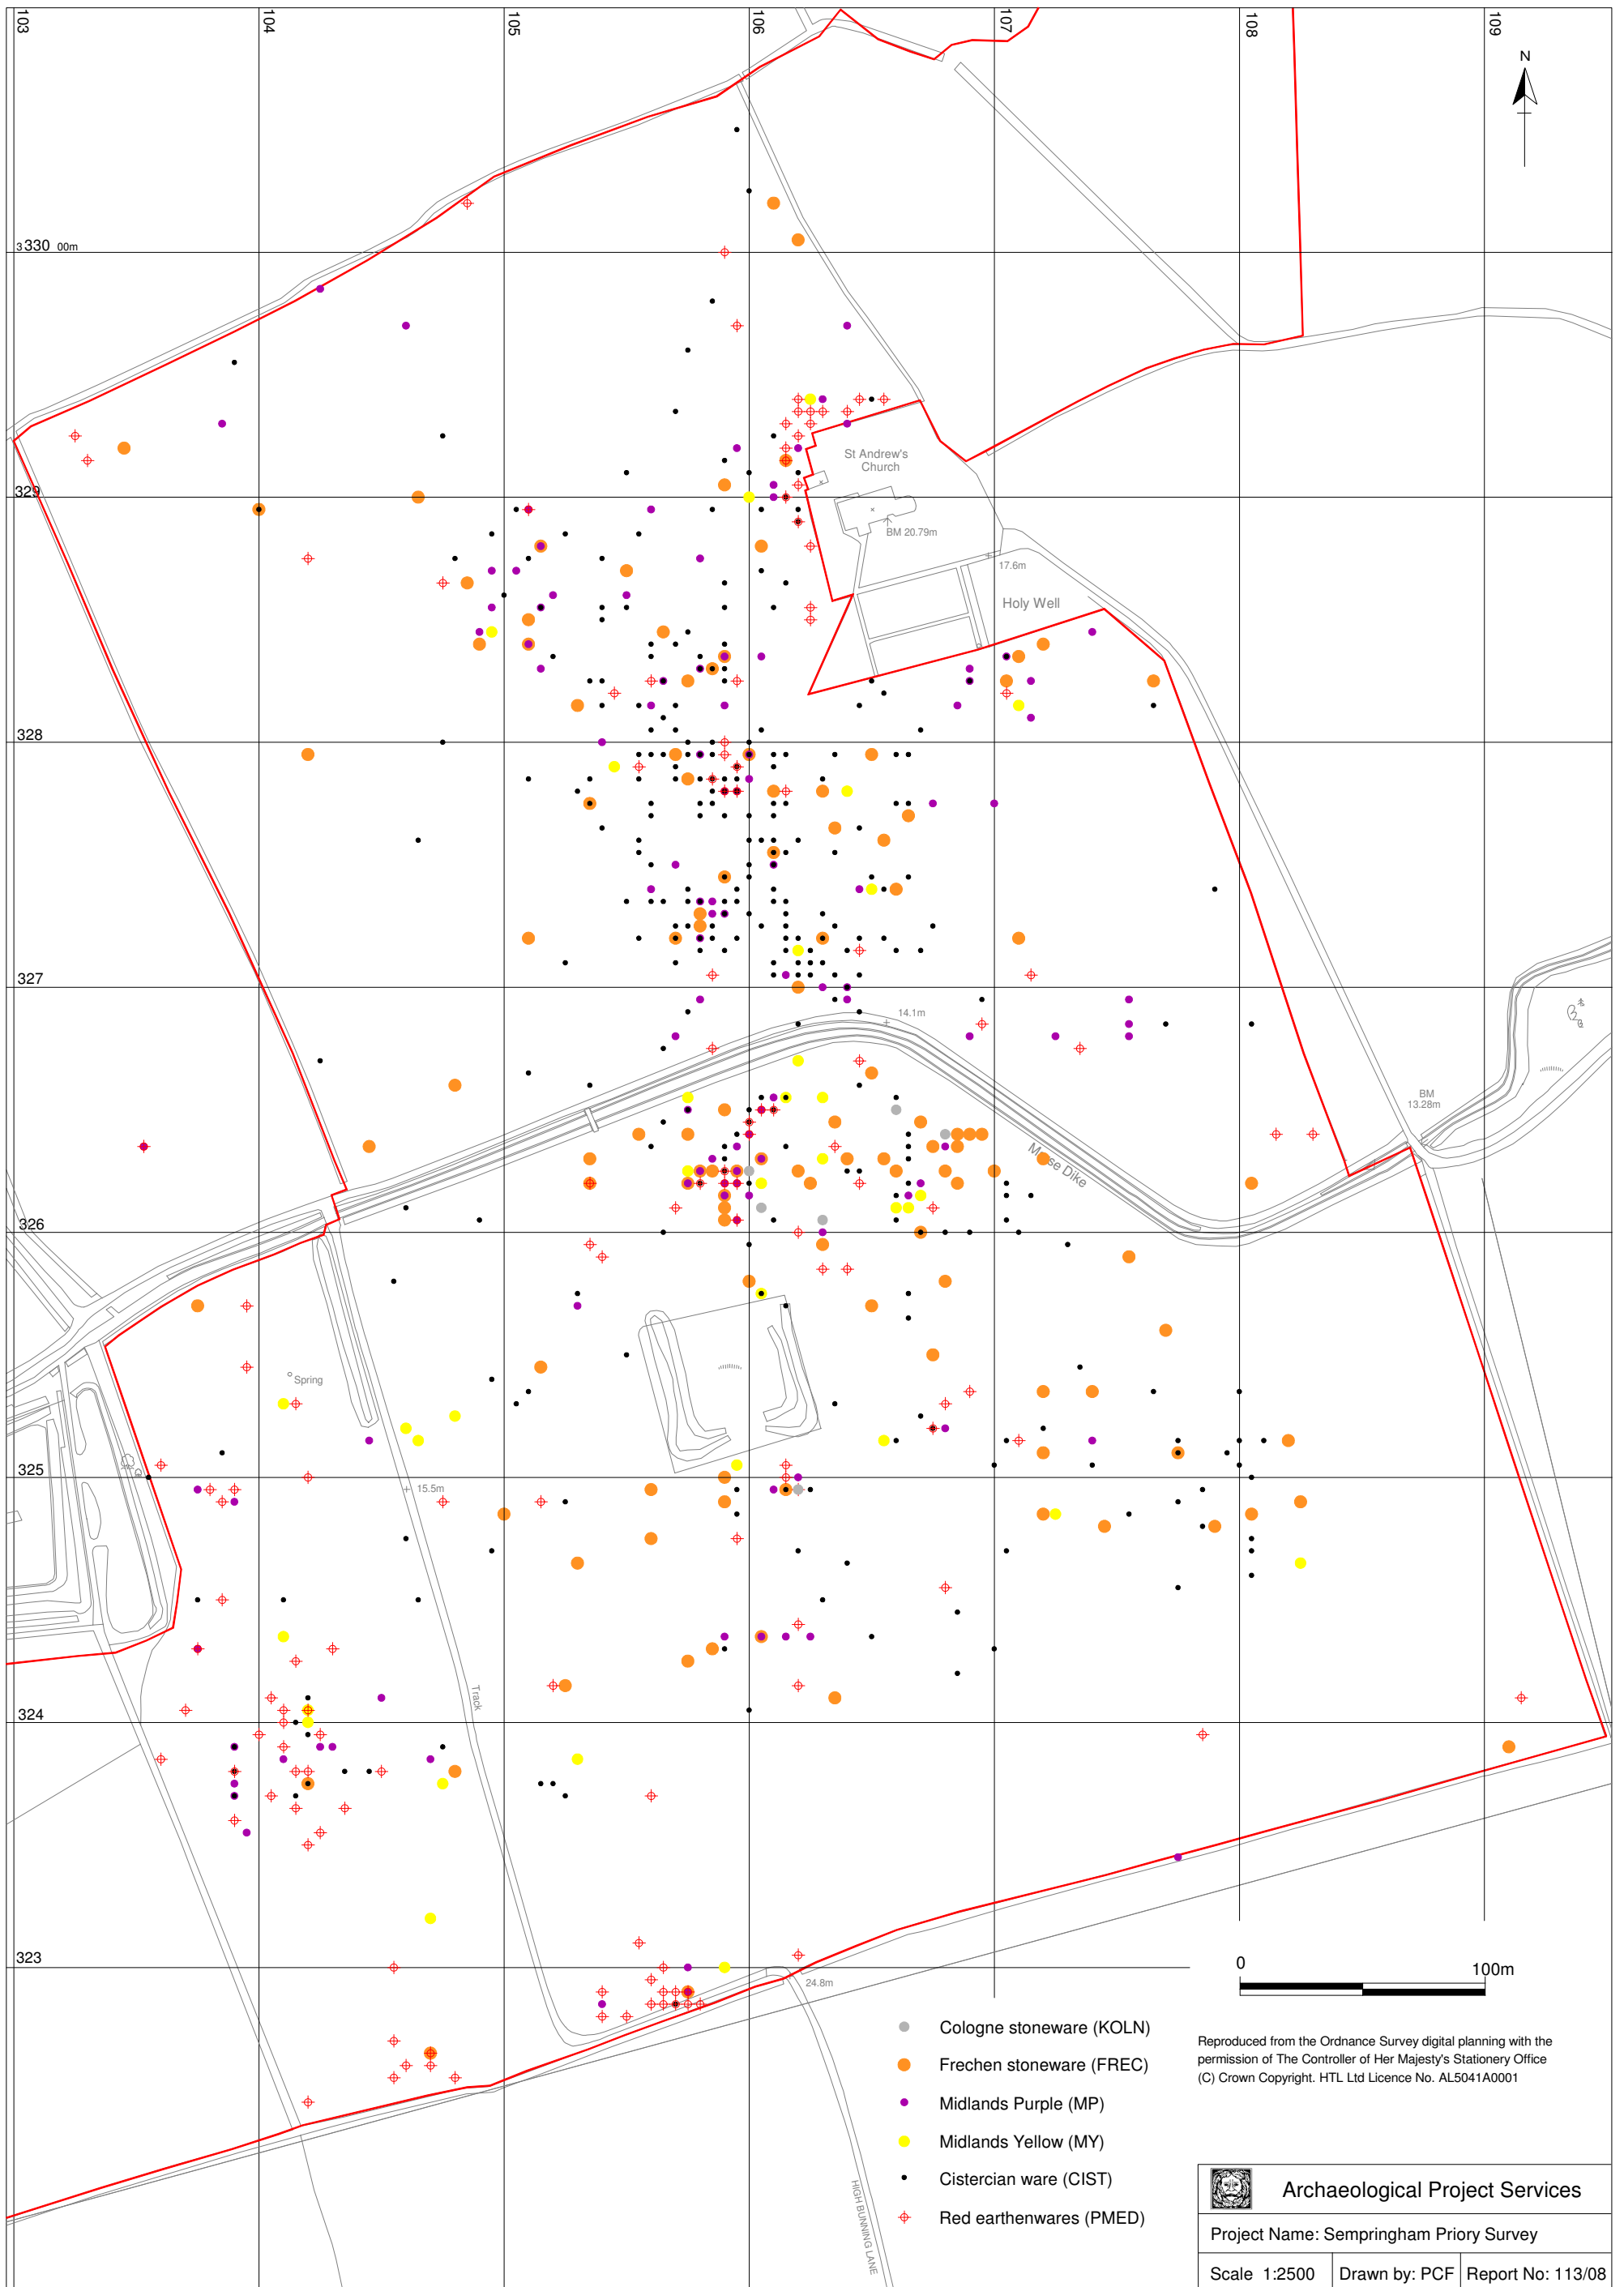 103
104
105
106
107
108
109
N
3 330 00m
St Andrew's
Church
329
BM 20.79m
17.6m
Holy Well
328
327
14.1m
BM
13.28m
Marse Dike
326
Spring
325
15.5m
Track
324
323
24.8m
0 100m
Cologne stoneware (KOLN)
Frechen stoneware (FREC)
Midlands Purple (MP)
Midlands Yellow (MY)
Cistercian ware (CIST)
Red earthenwares (PMED)
HIGH BUNNING LANE
Reproduced from the Ordnance Survey digital planning with the
permission of The Controller of Her Majesty's Stationery Office
(C) Crown Copyright. HTL Ltd Licence No. AL5041A0001
Archaeological Project Services
Project Name: Sempringham Priory Survey
Scale 1:2500 Drawn by: PCF Report No: 113/08